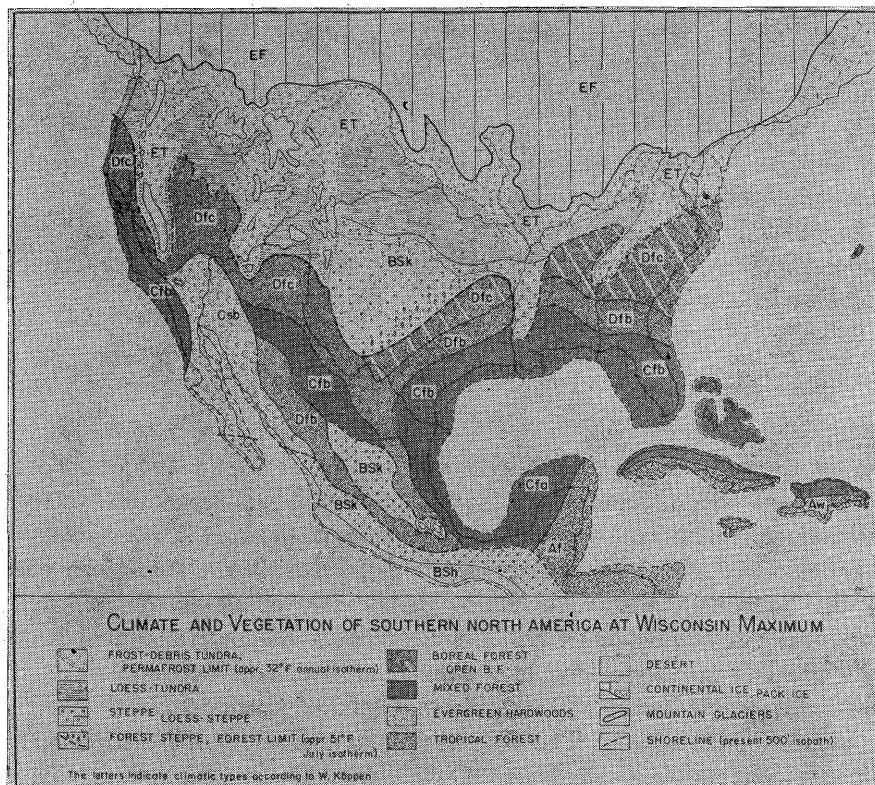 EF
EF
ET
ET
ET
ET
Dfc
Dfc
Dfc
BSk
Dfc
Dfc
Cfb
Csb
Dfb
Dfb
Cfb
Cfb
Cfb
Dfb
BSk
BSk
Cfa
Af
Aw
BSh
CLIMATE AND VEGETATION OF SOUTHERN NORTH AMERICA AT WISCONSIN MAXIMUM
FROST-DEBRIS TUNDRA,
PERMAFROST LIMIT (appr. 32°F annual isotherm)
LOESS-TUNDRA
STEPPE, LOESS-STEPPE
FOREST STEPPE, FOREST LIMIT (appr 51°F
July isotherm)
BOREAL FOREST
OPEN B.F.
MIXED FOREST
EVERGREEN HARDWOODS
TROPICAL FOREST
DESERT
CONTINENTAL ICE, PACK ICE
MOUNTAIN GLACIERS
SHORELINE (present 500' isobath)
The letters indicate climatic types according to W. Köppen